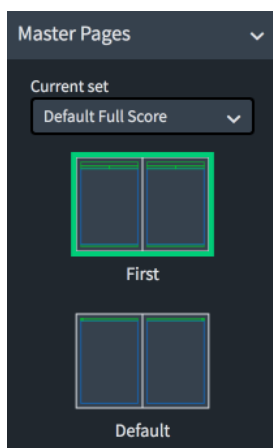 Master Pages
Current set
Default Full Score
First
Default